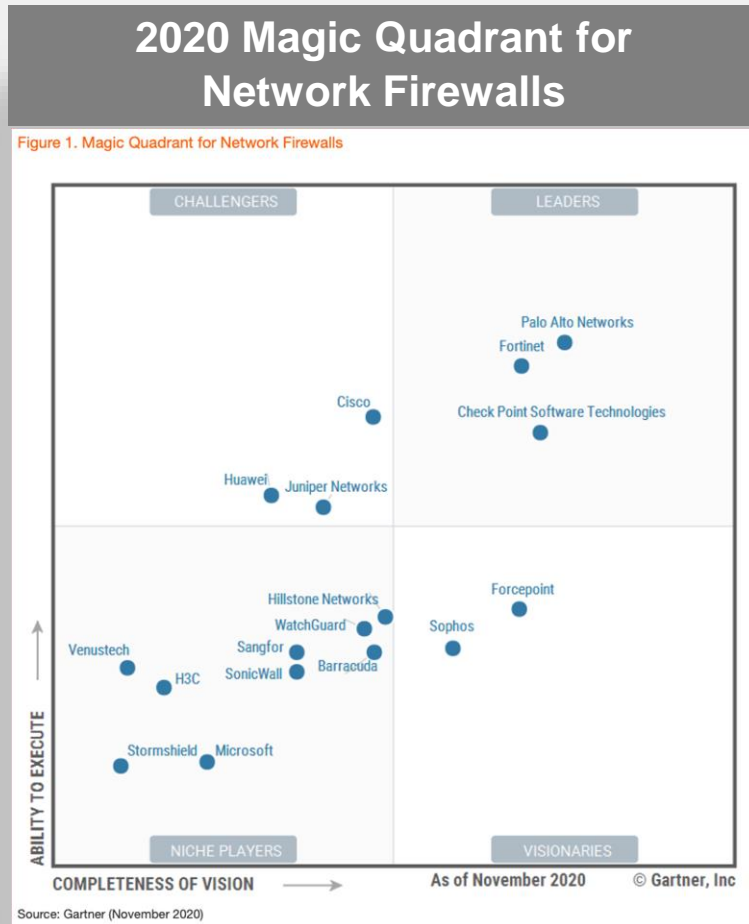 2020 Magic Quadrant for
Network Firewalls
Figure 1. Magic Quadrant for Network Firewalls
CHALLENGERS
LEADERS
Palo Alto Networks
Fortinet
Cisco
Check Point Software Technologies
Huawei
Juniper Networks
Forcepoint
Hillstone Networks
WatchGuard
Sophos
Venustech
Sangfor
Barracuda
SonicWall
H3C
Stormshield
Microsoft
NICHE PLAYERS
VISIONARIES
ABILITY TO EXECUTE
COMPLETENESS OF VISION
As of November 2020
© Gartner, Inc
Source: Gartner (November 2020)